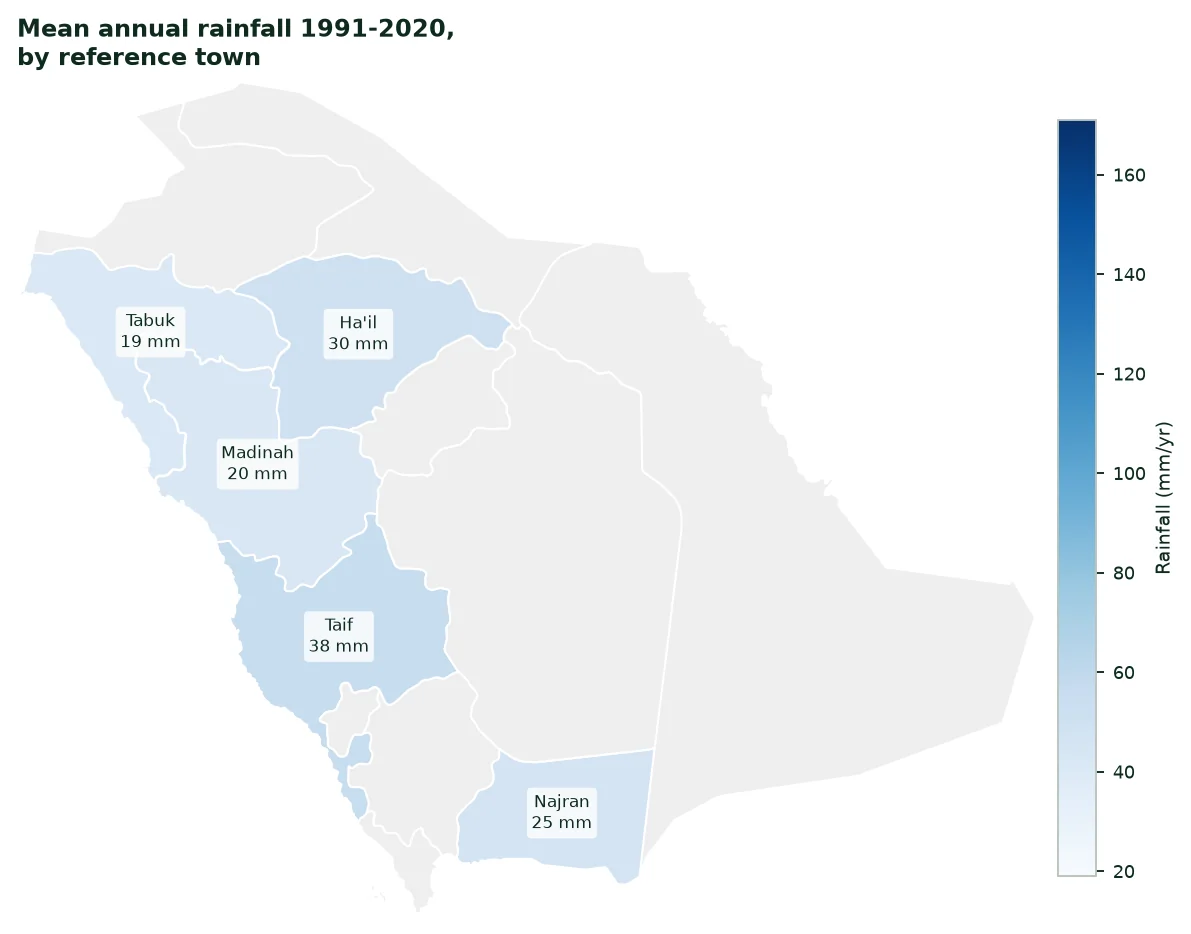 Mean annual rainfall 1991-2020,
by reference town
Tabuk
19 mm
Ha'il
30 mm
Madinah
20 mm
Taif
38 mm
Najran
25 mm
160
140
120
100
80
60
40
20
Rainfall (mm/yr)